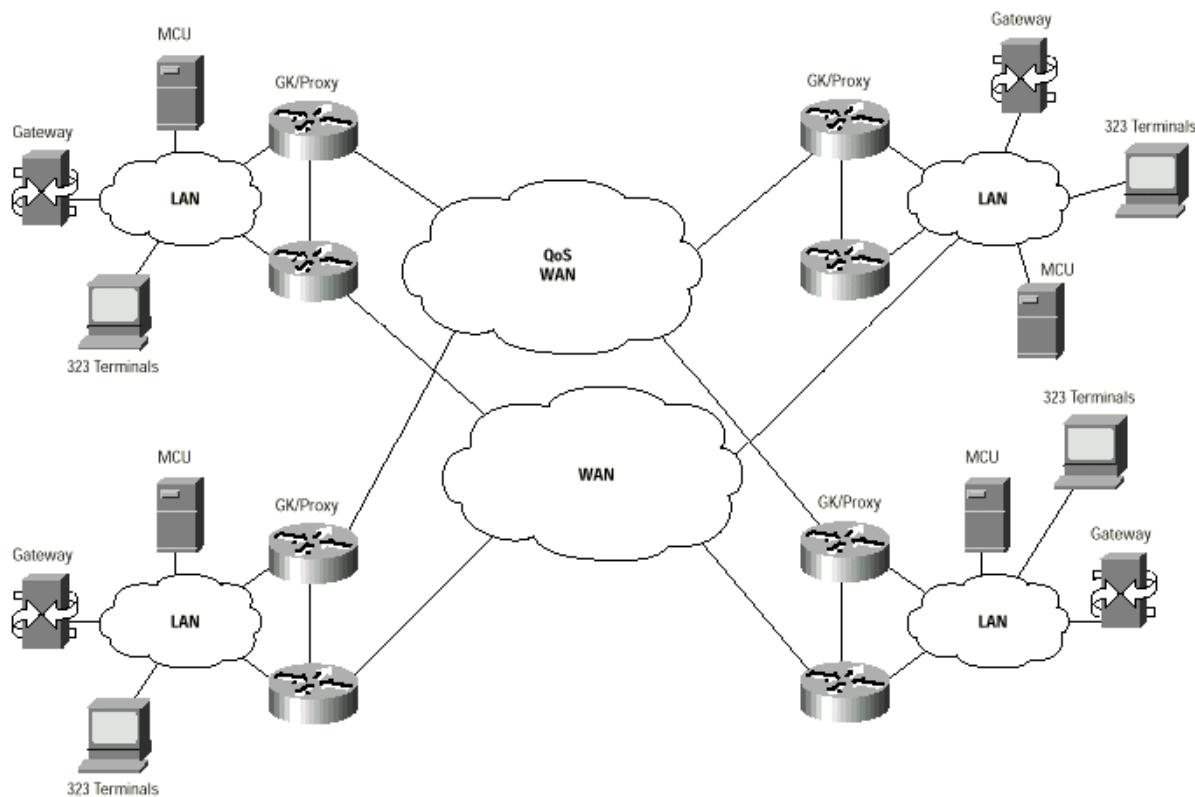 MCU
GK/Proxy
Gateway
LAN
323 Terminals
Gateway
GK/Proxy
323 Terminals
LAN
MCU
QoS
WAN
WAN
MCU
GK/Proxy
Gateway
LAN
323 Terminals
323 Terminals
MCU
GK/Proxy
Gateway
LAN